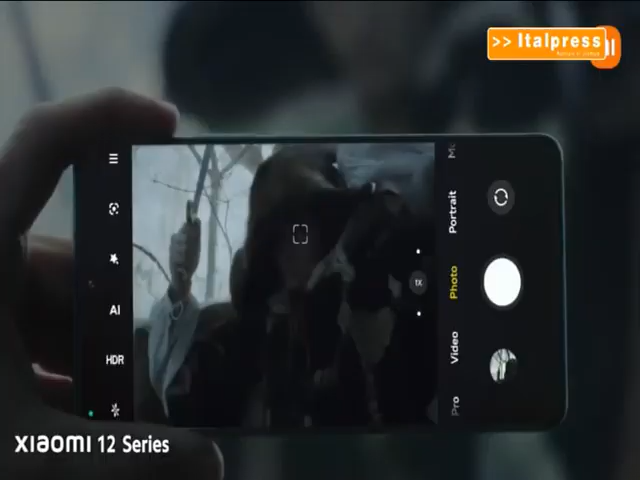 >> Italpress
AI
HDR
1X
Portrait
Photo
Video
Pro
XIAOMI 12 Series